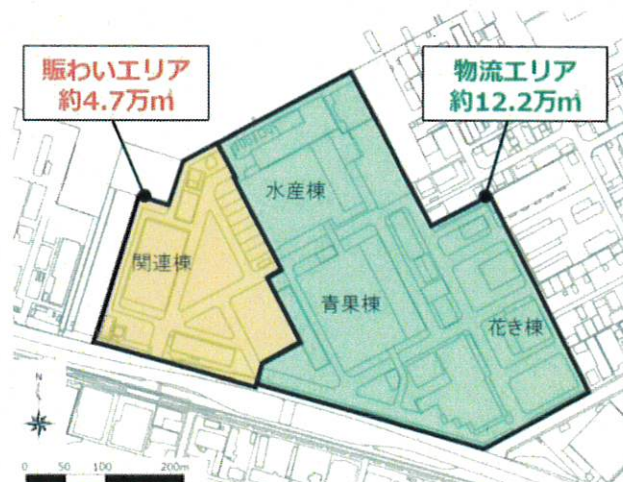 賑わいエリア
約4.7万㎡
物流エリア
約12.2万㎡
水産棟
関連棟
青果棟
花き棟
N
0 50 100 200m